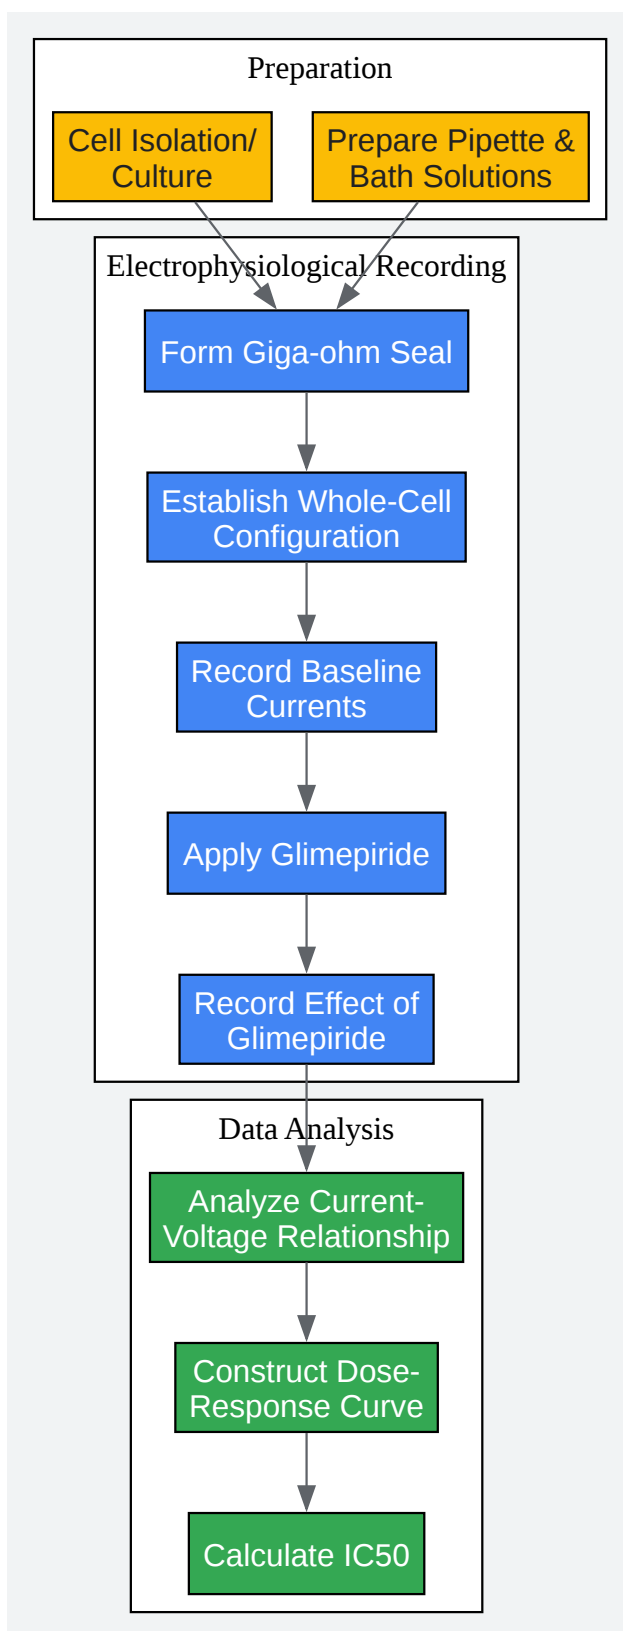 Preparation
Cell Isolation/
Culture
Prepare Pipette &
Bath Solutions
Electrophysiological Recording
Form Giga-ohm Seal
Establish Whole-Cell
Configuration
Record Baseline
Currents
Apply Glimepiride
Record Effect of
Glimepiride
Data Analysis
Analyze Current-
Voltage Relationship
Construct Dose-
Response Curve
Calculate IC50